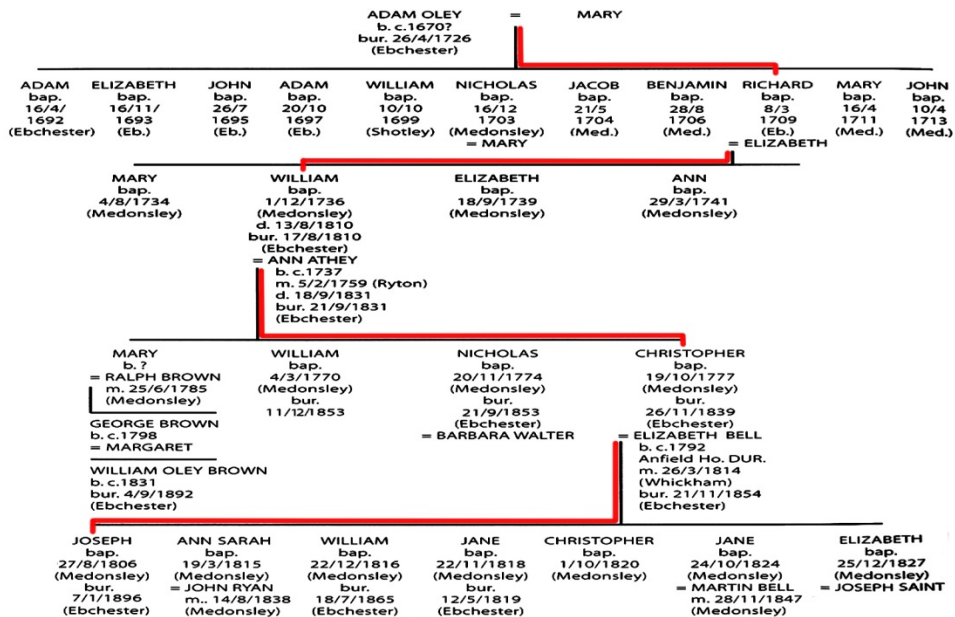 ADAM OLEY = MARY
b. c.1670?
bur. 26/4/1726
(Ebchester)
ADAM
bap.
16/4/
1692
(Ebchester)
ELIZABETH
bap.
16/11/
1693
(Eb.)
JOHN
bap.
26/7
1695
(Eb.)
ADAM
bap.
20/10
1697
(Eb.)
WILLIAM
bap.
10/10
1699
(Shotley)
NICHOLAS
bap.
16/12
1703
(Medonsley)
= MARY
JACOB
bap.
21/5
1704
(Med.)
BENJAMIN
bap.
28/8
1706
(Med.)
RICHARD
bap.
8/3
1709
(Eb.)
= ELIZABETH
MARY
bap.
16/4
1711
(Med.)
JOHN
bap.
10/4
1713
(Med.)
MARY
bap.
4/8/1734
(Medonsley)
WILLIAM
bap.
1/12/1736
(Medonsley)
d. 13/8/1810
bur. 17/8/1810
(Ebchester)
= ANN ATHEY
b. c.1737
m. 5/2/1759 (Ryton)
d. 18/9/1831
bur. 21/9/1831
(Ebchester)
ELIZABETH
bap.
18/9/1739
(Medonsley)
ANN
bap.
29/3/1741
(Medonsley)
MARY
b. ?
= RALPH BROWN
m. 25/6/1785
(Medonsley)
GEORGE BROWN
b. c.1798
= MARGARET
WILLIAM OLEY BROWN
b. c.1831
bur. 4/9/1892
(Ebchester)
WILLIAM
bap.
4/3/1770
(Medonsley)
bur.
11/12/1853
NICHOLAS
bap.
20/11/1774
(Medonsley)
bur.
21/9/1853
(Ebchester)
= BARBARA WALTER
CHRISTOPHER
bap.
19/10/1777
(Medonsley)
bur.
26/11/1839
(Ebchester)
= ELIZABETH BELL
b. c.1792
Anfield Ho. DUR.
m. 26/3/1814
(Whickham)
bur. 21/11/1854
(Ebchester)
JOSEPH
bap.
27/8/1806
(Medonsley)
bur.
7/1/1896
(Ebchester)
ANN SARAH
bap.
19/3/1815
(Medonsley)
= JOHN RYAN
m.. 14/8/1838
(Medonsley)
WILLIAM
bap.
22/12/1816
(Medonsley)
bur.
18/7/1865
(Ebchester)
JANE
bap.
22/11/1818
(Medonsley)
bur.
12/5/1819
(Ebchester)
CHRISTOPHER
bap.
1/10/1820
(Medonsley)
JANE
bap.
24/10/1824
(Medonsley)
= MARTIN BELL
m. 28/11/1847
(Medonsley)
ELIZABETH
bap.
25/12/1827
(Medonsley)
= JOSEPH SAINT